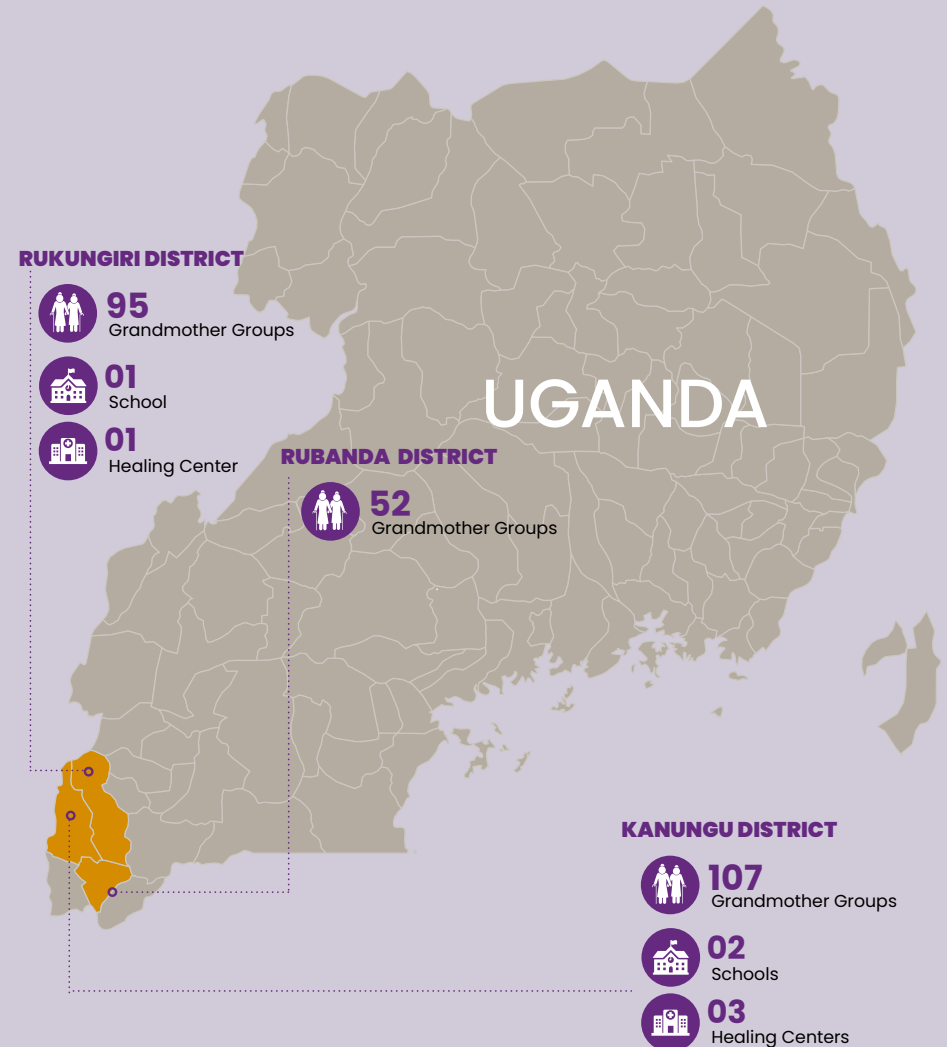 RUKUNGIRI DISTRICT
95
Grandmother Groups
01
School
01
Healing Center
UGANDA
RUBANDA DISTRICT
52
Grandmother Groups
KANUNGU DISTRICT
107
Grandmother Groups
02
Schools
03
Healing Centers